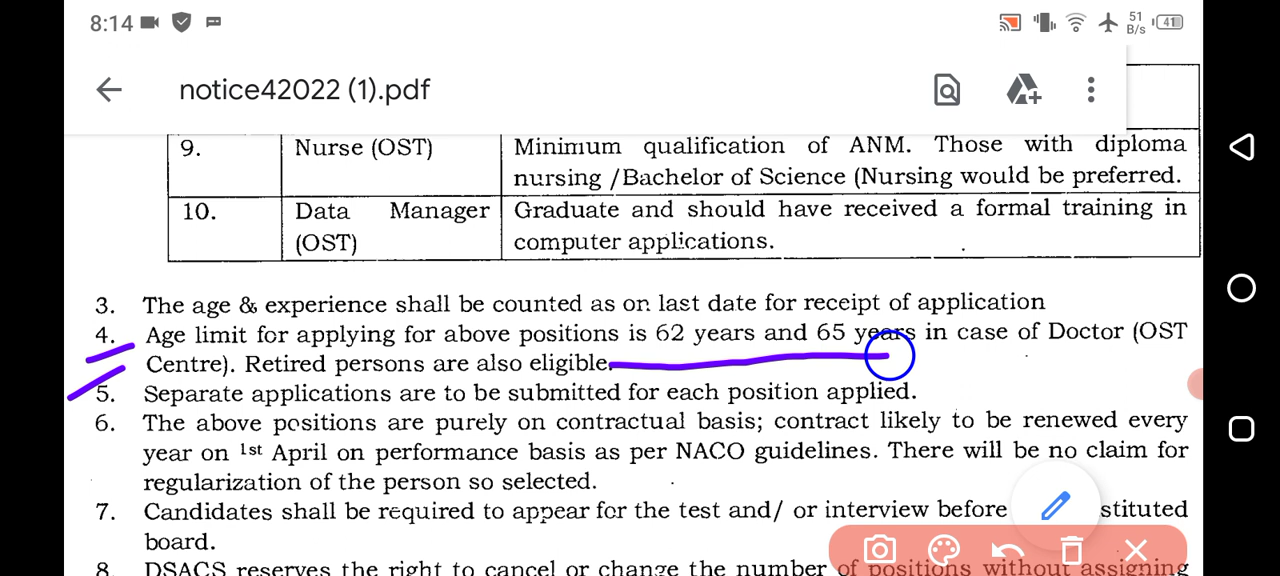 8:14
51
B/s
41
notice42022 (1).pdf
9. Nurse (OST) Minimum qualification of ANM. Those with diploma
nursing /Bachelor of Science (Nursing would be preferred.
10. Data Manager Graduate and should have received a formal training in
(OST) computer applications.
3. The age & experience shall be counted as on last date for receipt of application
4. Age limit for applying for above positions is 62 years and 65 years in case of Doctor (OST
Centre). Retired persons are also eligible.
5. Separate applications are to be submitted for each position applied.
6. The above positions are purely on contractual basis; contract likely to be renewed every
year on 1st April on performance basis as per NACO guidelines. There will be no claim for
regularization of the person so selected.
7. Candidates shall be required to appear for the test and/ or interview before stituted
board.
8. DSACS reserves the right to cancel or change the number of positions without assigning